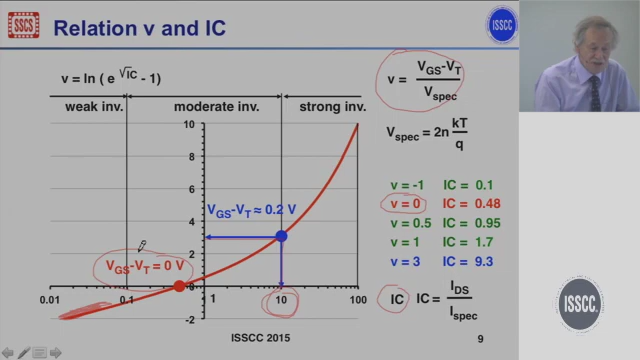 SSCS
Relation v and IC
ISSCC
v = ln ( e √IC - 1)
v = VGS-VT / Vspec
weak inv. moderate inv. strong inv.
Vspec = 2n kT / q
10
8
6
4
2
0
-2
VGS-VT ≈ 0.2 V
VGS-VT = 0 V
0.01 0.1 1 10 100
v = -1 IC = 0.1
v = 0 IC = 0.48
v = 0.5 IC = 0.95
v = 1 IC = 1.7
v = 3 IC = 9.3
IC IC = IDS / Ispec
ISSCC 2015
9
ISSCC